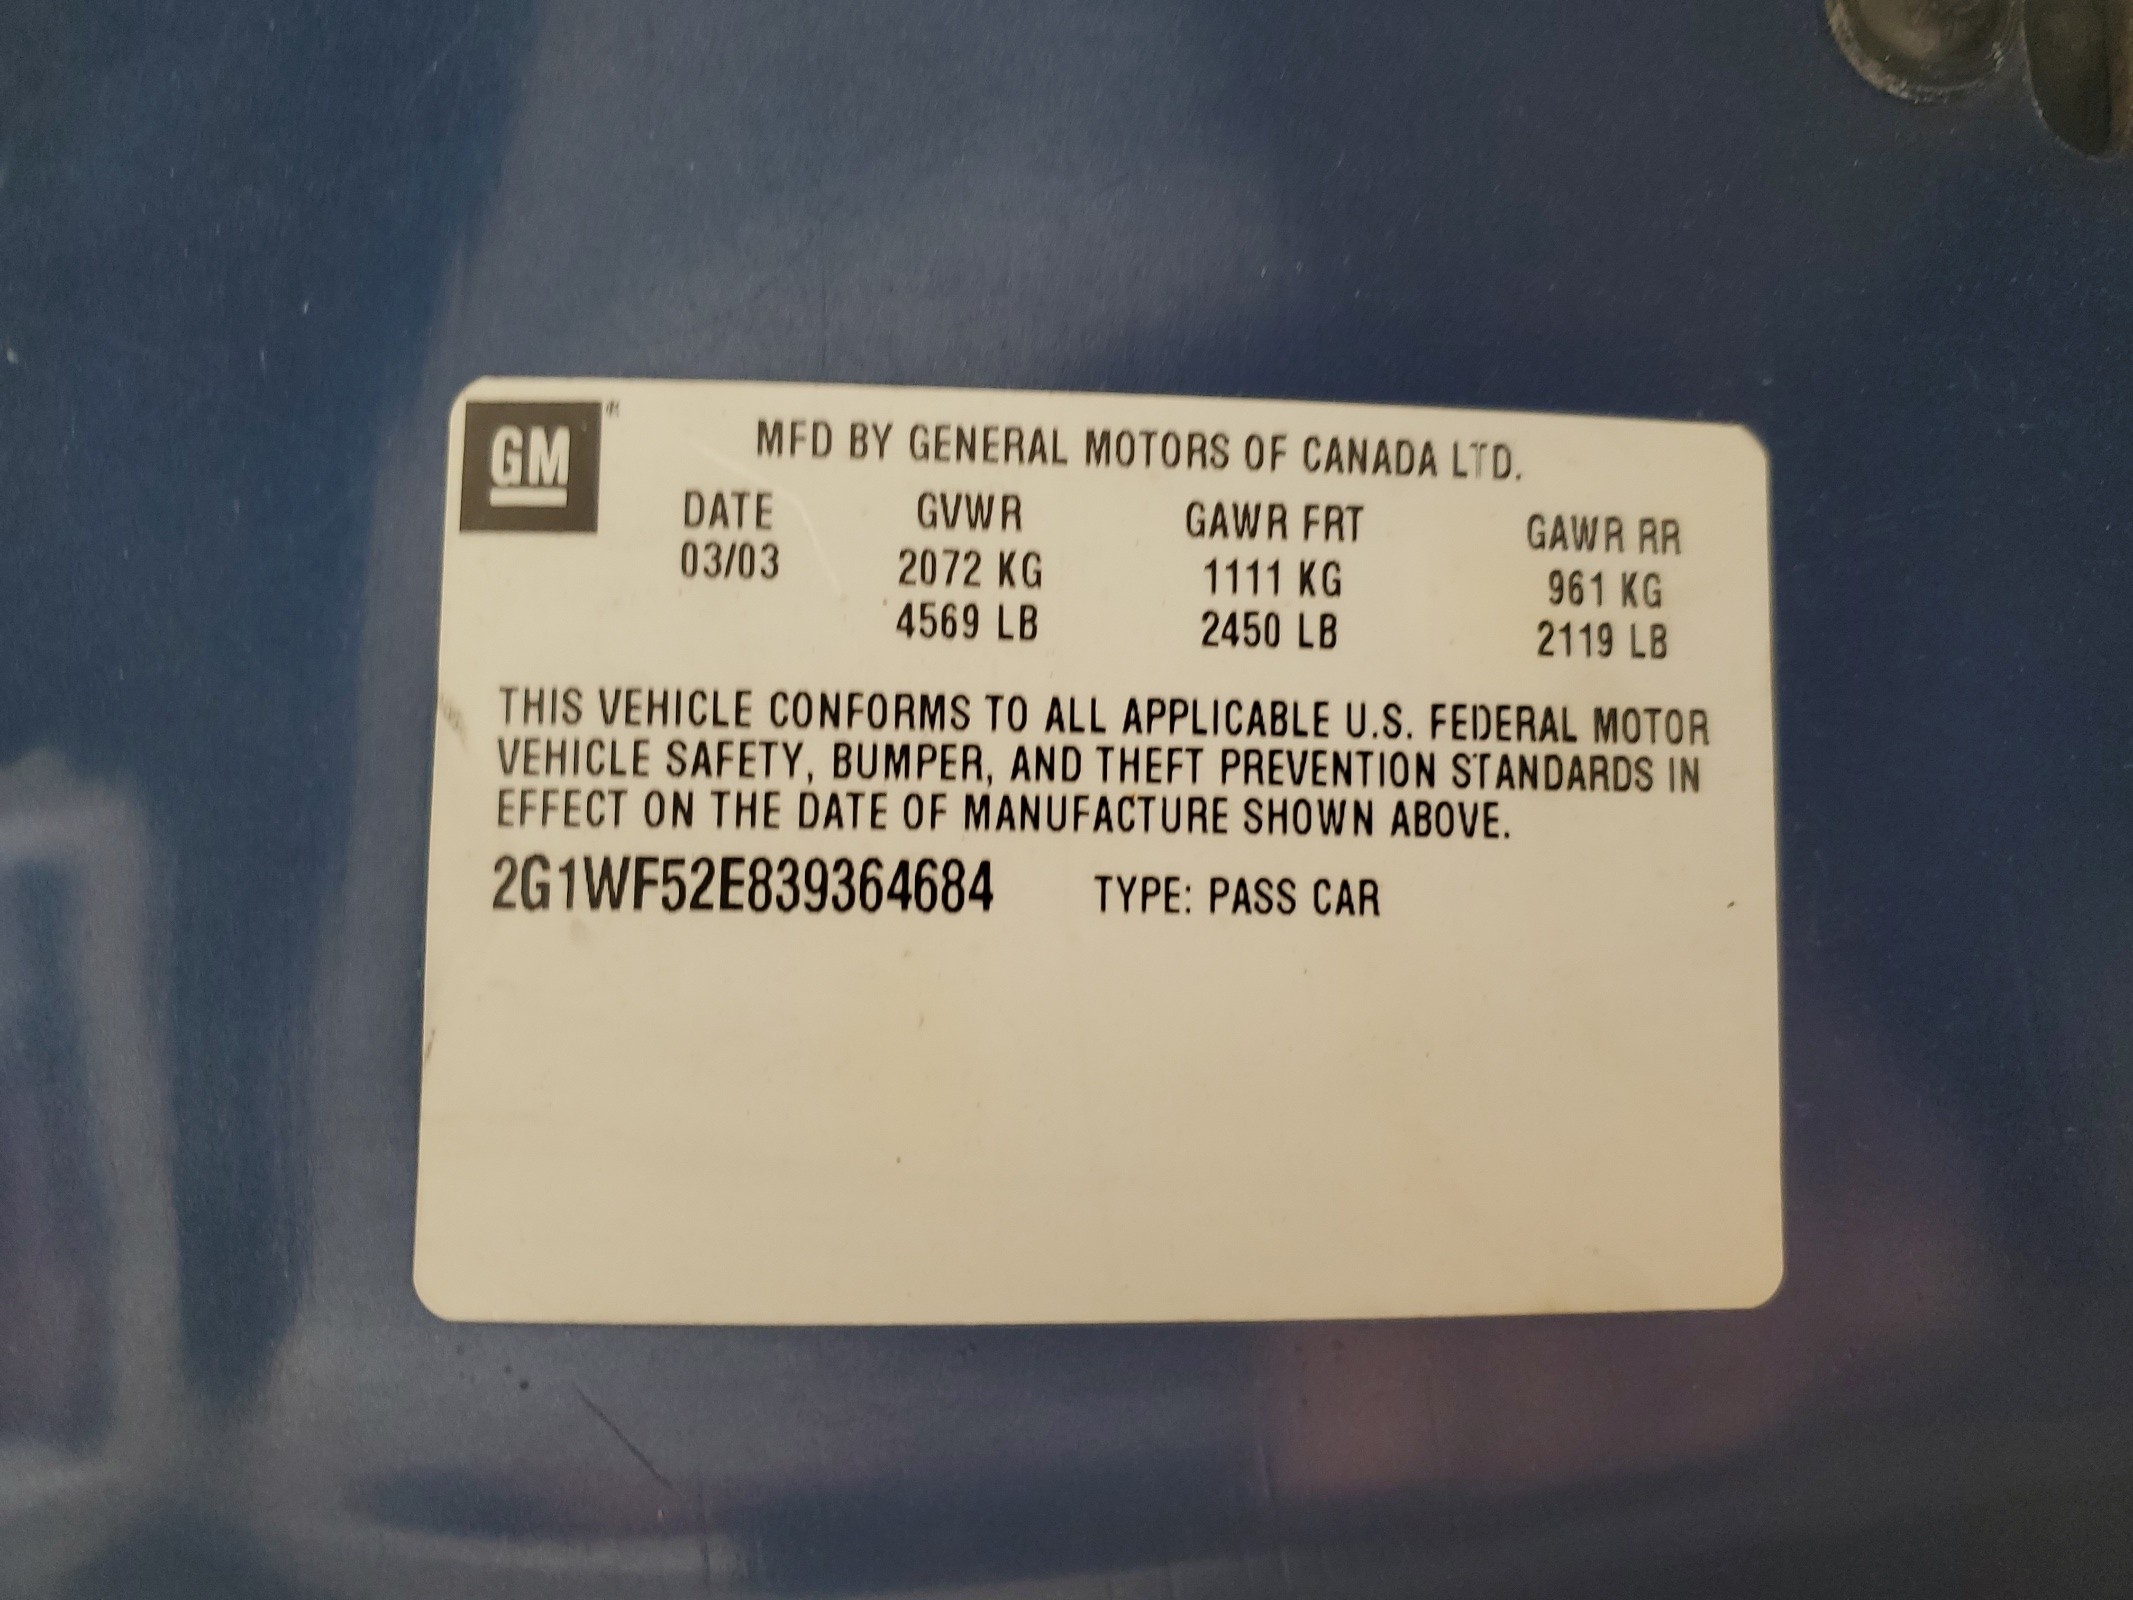 GM
MFD BY GENERAL MOTORS OF CANADA LTD.
DATE GVWR GAWR FRT GAWR RR
03/03 2072 KG 1111 KG 961 KG
4569 LB 2450 LB 2119 LB
THIS VEHICLE CONFORMS TO ALL APPLICABLE U.S. FEDERAL MOTOR
VEHICLE SAFETY, BUMPER, AND THEFT PREVENTION STANDARDS IN
EFFECT ON THE DATE OF MANUFACTURE SHOWN ABOVE.
2G1WF52E839364684 TYPE: PASS CAR